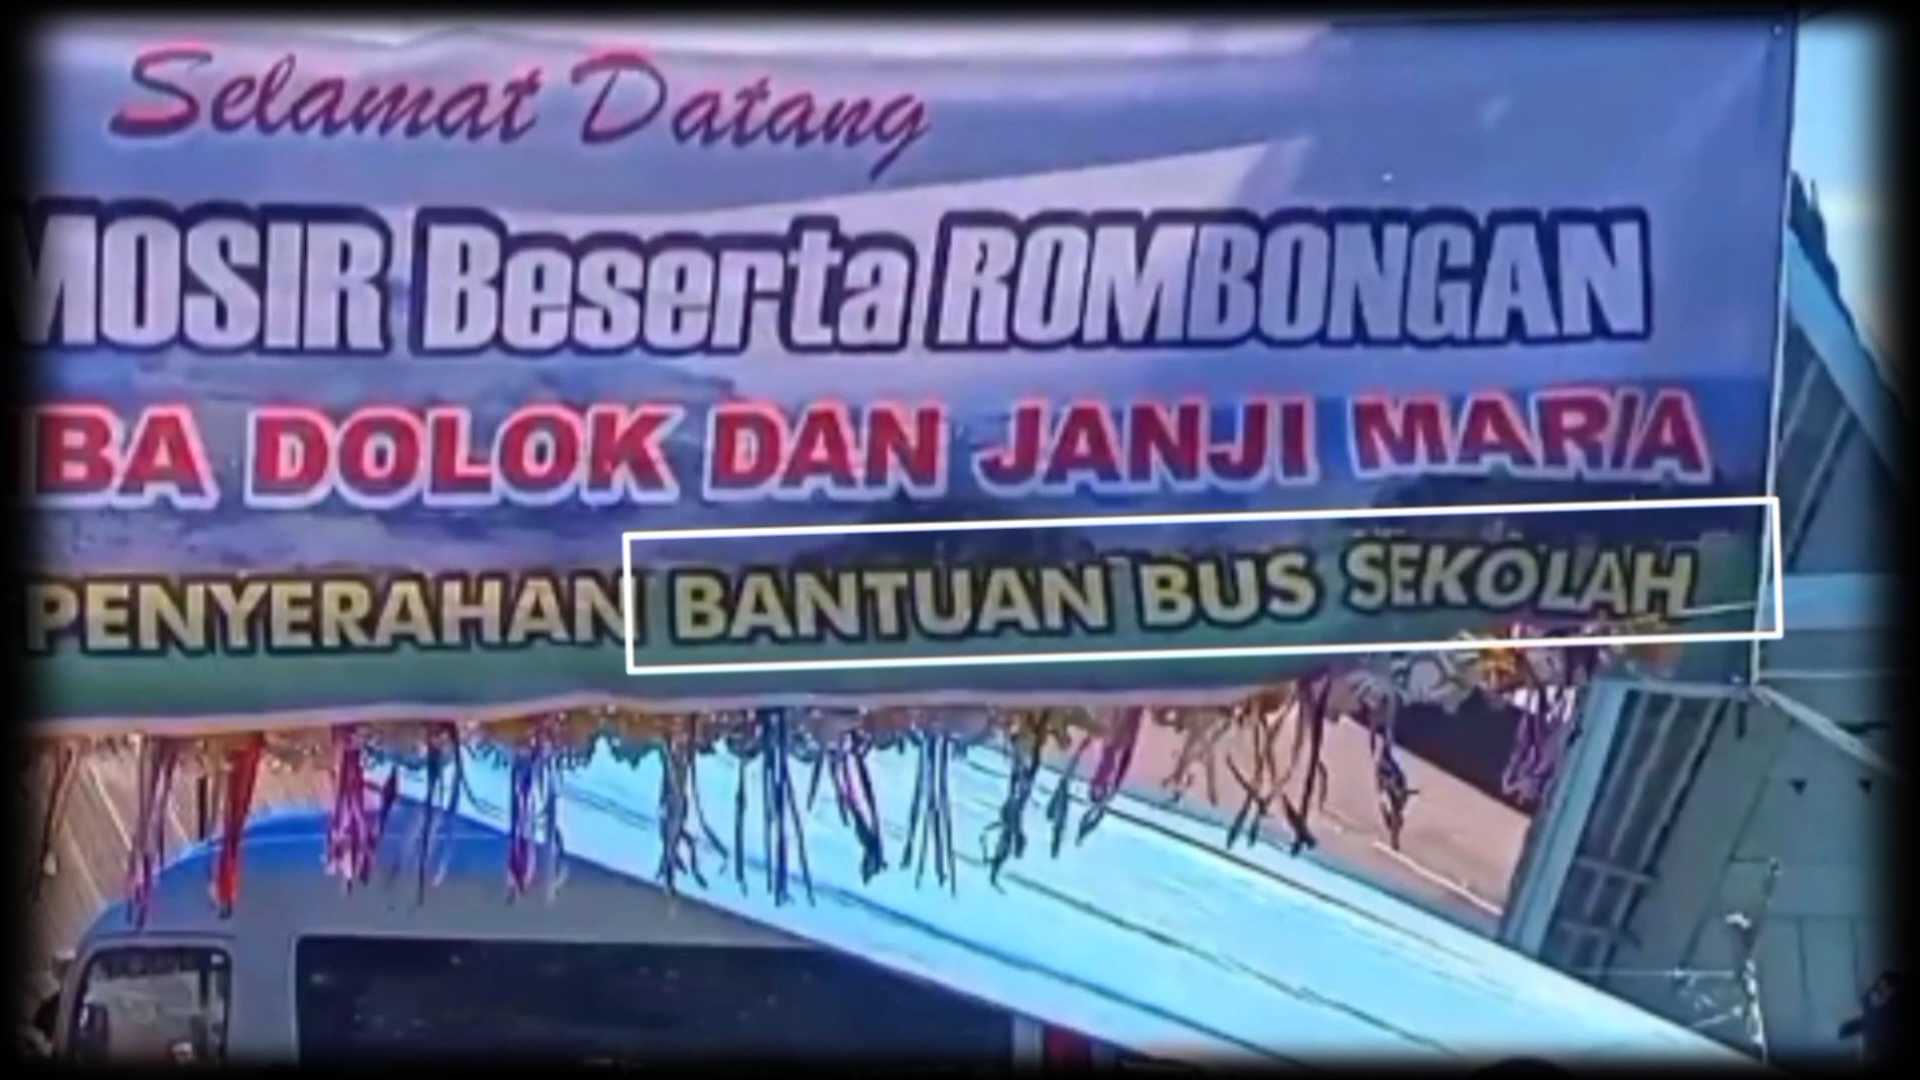 Selamat Datang
MOSIR Beserta ROMBONGAN
BA DOLOK DAN JANJI MARIA
PENYERAHAN BANTUAN BUS SEKOLAH